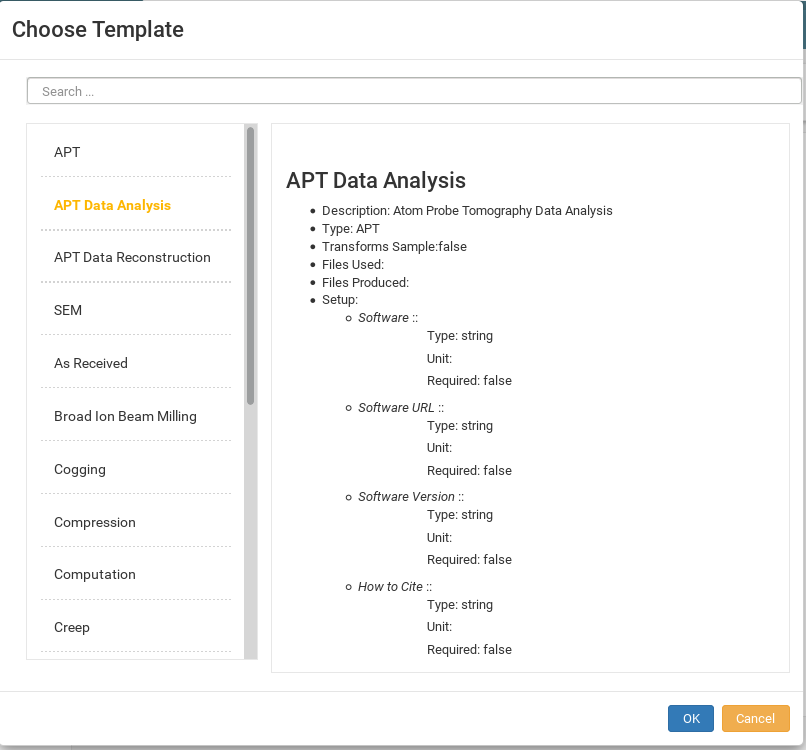 Choose Template
Search ...
APT
APT Data Analysis
APT Data Reconstruction
SEM
As Received
Broad Ion Beam Milling
Cogging
Compression
Computation
Creep
APT Data Analysis
Description: Atom Probe Tomography Data Analysis
Type: APT
Transforms Sample:false
Files Used:
Files Produced:
Setup:
Software ::
Type: string
Unit:
Required: false
Software URL ::
Type: string
Unit:
Required: false
Software Version ::
Type: string
Unit:
Required: false
How to Cite ::
Type: string
Unit:
Required: false
OK Cancel